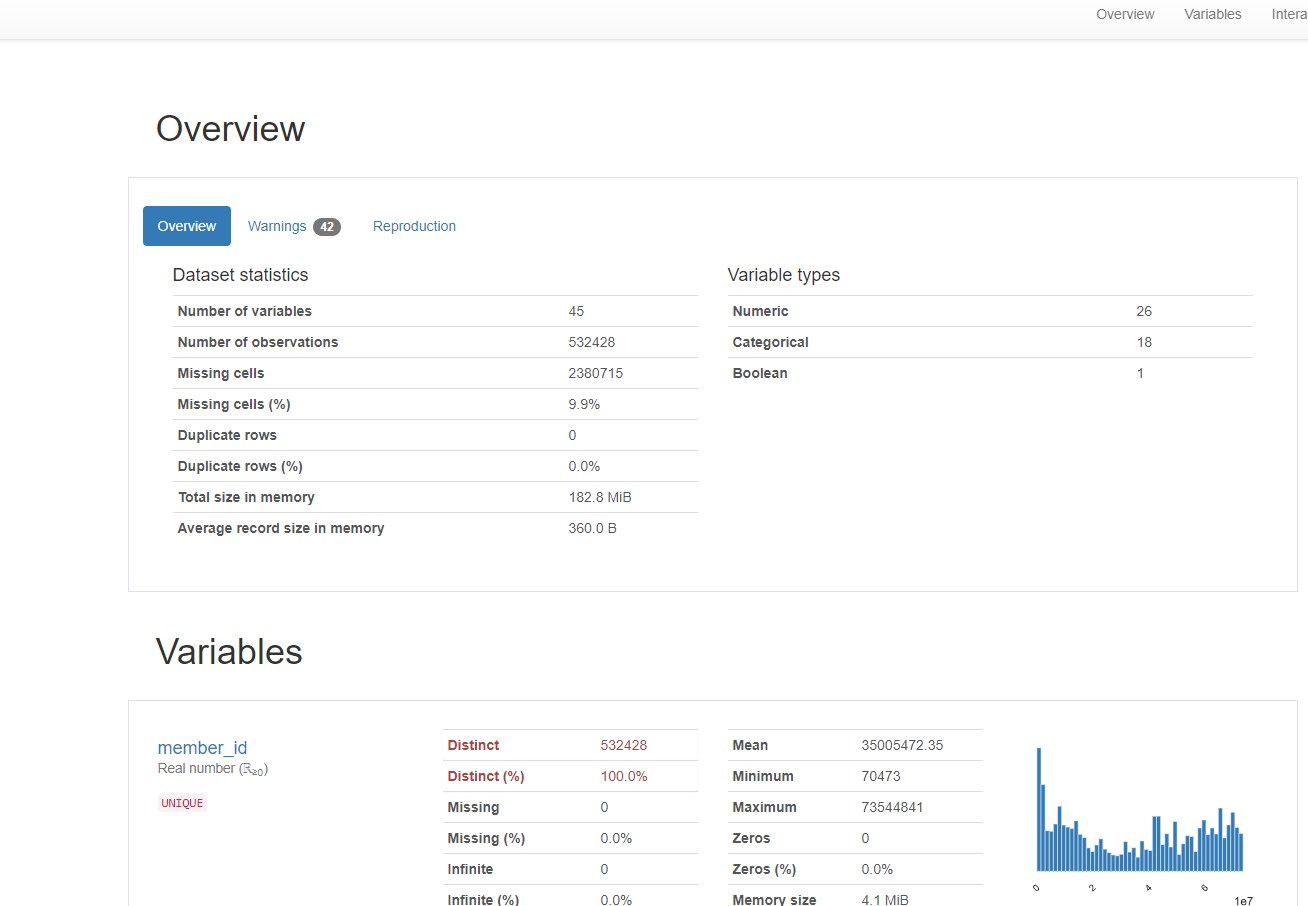 Overview Variables Intera
Overview
Overview Warnings 42 Reproduction
Dataset statistics
Number of variables 45
Number of observations 532428
Missing cells 2380715
Missing cells (%) 9.9%
Duplicate rows 0
Duplicate rows (%) 0.0%
Total size in memory 182.8 MiB
Average record size in memory 360.0 B
Variable types
Numeric 26
Categorical 18
Boolean 1
Variables
member_id
Real number (ℝ≥0)
UNIQUE
Distinct 532428
Distinct (%) 100.0%
Missing 0
Missing (%) 0.0%
Infinite 0
Infinite (%) 0.0%
Mean 35005472.35
Minimum 70473
Maximum 73544841
Zeros 0
Zeros (%) 0.0%
Memory size 4.1 MiB
0 2 4 6
1e7